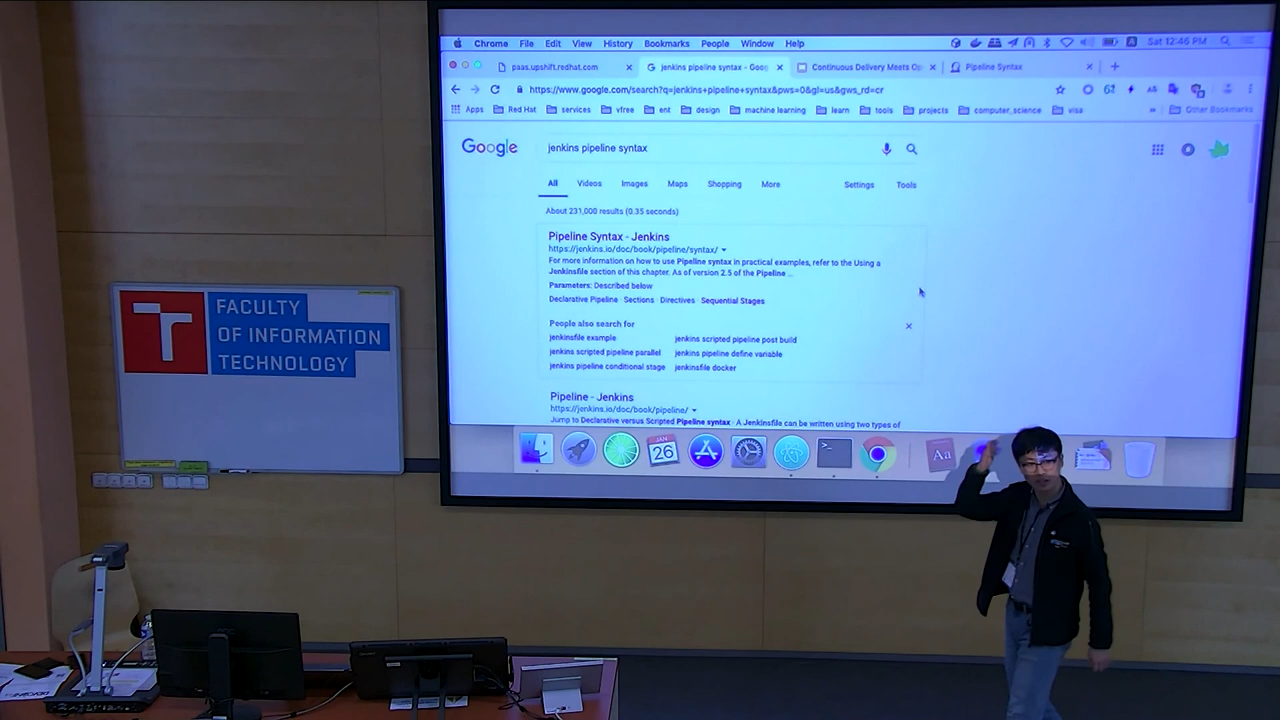 Chrome File Edit View History Bookmarks People Window Help Sat 12:46 PM
paas.upshift.redhat.com jenkins pipeline syntax - Goog Continuous Delivery Meets Op Pipeline Syntax
https://www.google.com/search?q=jenkins+pipeline+syntax&pws=0&gl=us&gws_rd=cr
Apps Red Hat services vtree ent design machine learning learn tools projects computer_science visa » Other Bookmarks
Google jenkins pipeline syntax
All Videos Images Maps Shopping More Settings Tools
About 231,000 results (0.35 seconds)
Pipeline Syntax - Jenkins
https://jenkins.io/doc/book/pipeline/syntax/
For more information on how to use Pipeline syntax in practical examples, refer to the Using a
Jenkinsfile section of this chapter. As of version 2.5 of the Pipeline ...
Parameters: Described below
Declarative Pipeline · Sections · Directives · Sequential Stages
People also search for
jenkinsfile example jenkins scripted pipeline post build
jenkins scripted pipeline parallel jenkins pipeline define variable
jenkins pipeline conditional stage jenkinsfile docker
Pipeline - Jenkins
https://jenkins.io/doc/book/pipeline/
Jump to Declarative versus Scripted Pipeline syntax - A Jenkinsfile can be written using two types of
JAN
26
Aa
FACULTY
OF INFORMATION
TECHNOLOGY